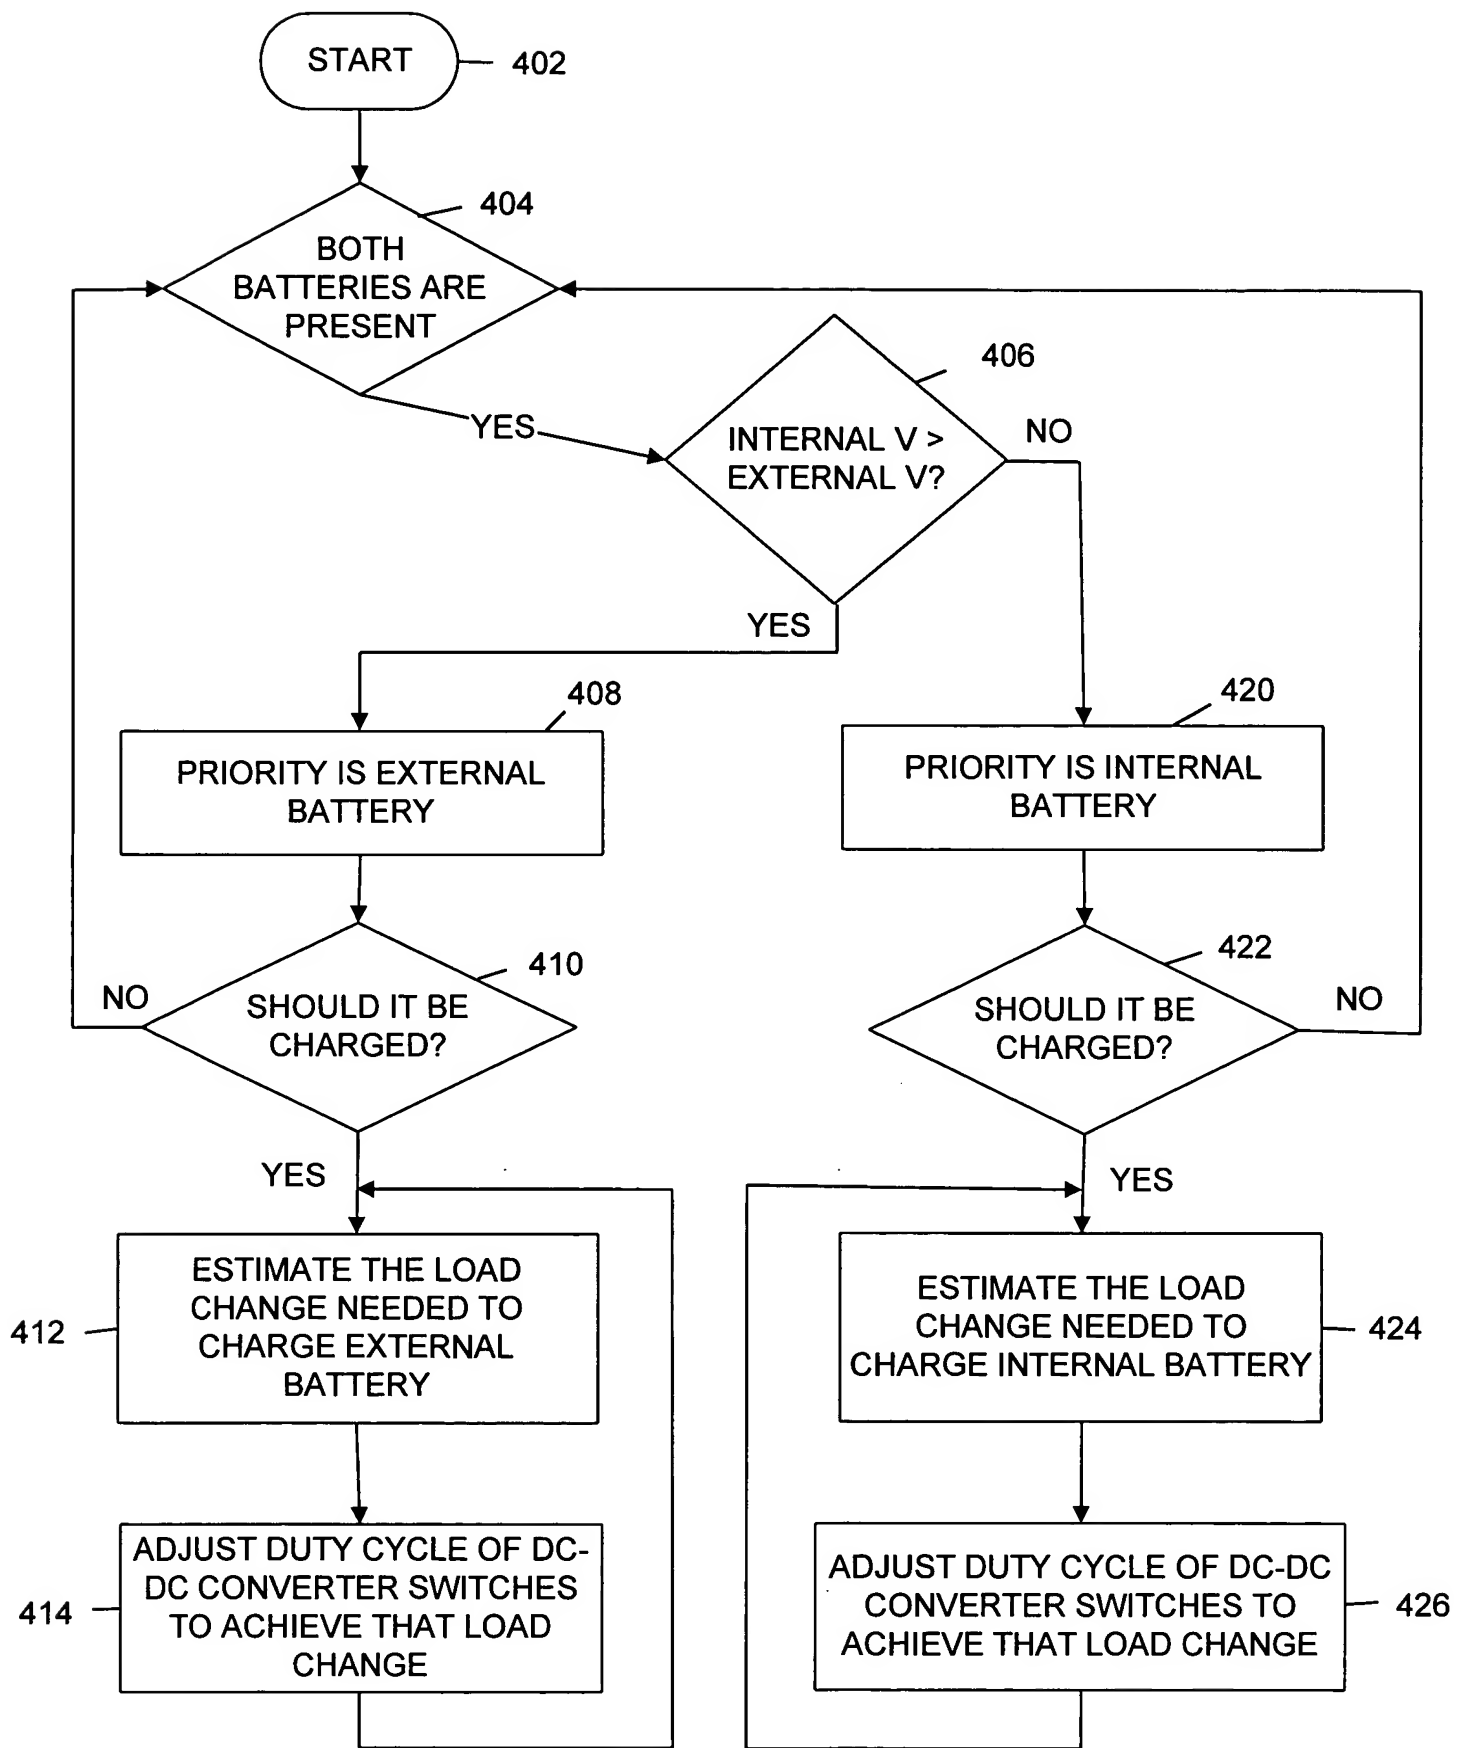 START
402
404
BOTH
BATTERIES ARE
PRESENT
406
YES
INTERNAL V >
EXTERNAL V?
NO
YES
408
420
PRIORITY IS EXTERNAL
BATTERY
PRIORITY IS INTERNAL
BATTERY
410
422
NO
SHOULD IT BE
CHARGED?
SHOULD IT BE
CHARGED?
NO
YES
YES
412
ESTIMATE THE LOAD
CHANGE NEEDED TO
CHARGE EXTERNAL
BATTERY
ESTIMATE THE LOAD
CHANGE NEEDED TO
CHARGE INTERNAL BATTERY
424
414
ADJUST DUTY CYCLE OF DC-
DC CONVERTER SWITCHES
TO ACHIEVE THAT LOAD
CHANGE
ADJUST DUTY CYCLE OF DC-DC
CONVERTER SWITCHES TO
ACHIEVE THAT LOAD CHANGE
426